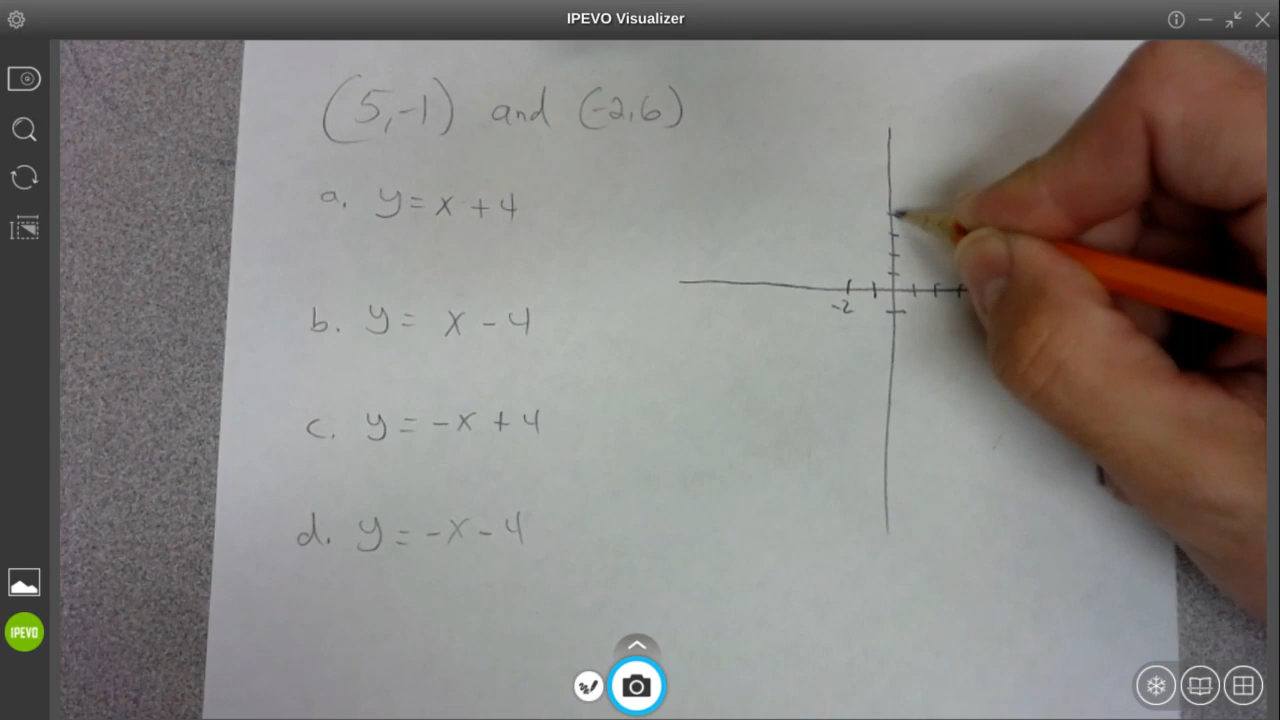 IPEVO Visualizer
(5,-1) and (-2,6)
a. y=x+4
b. y= x-4
c. y=-x+4
d. y=-x-4
-2
IPEVO